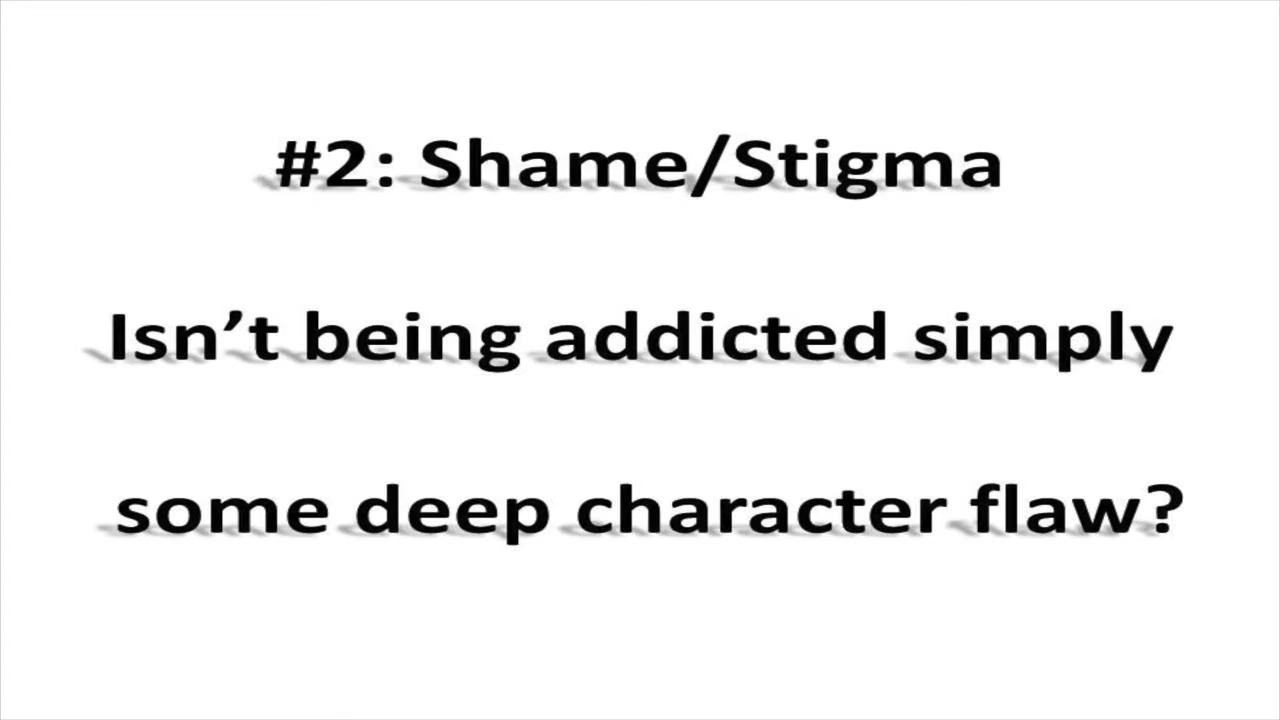 #2: Shame/Stigma
Isn’t being addicted simply
some deep character flaw?